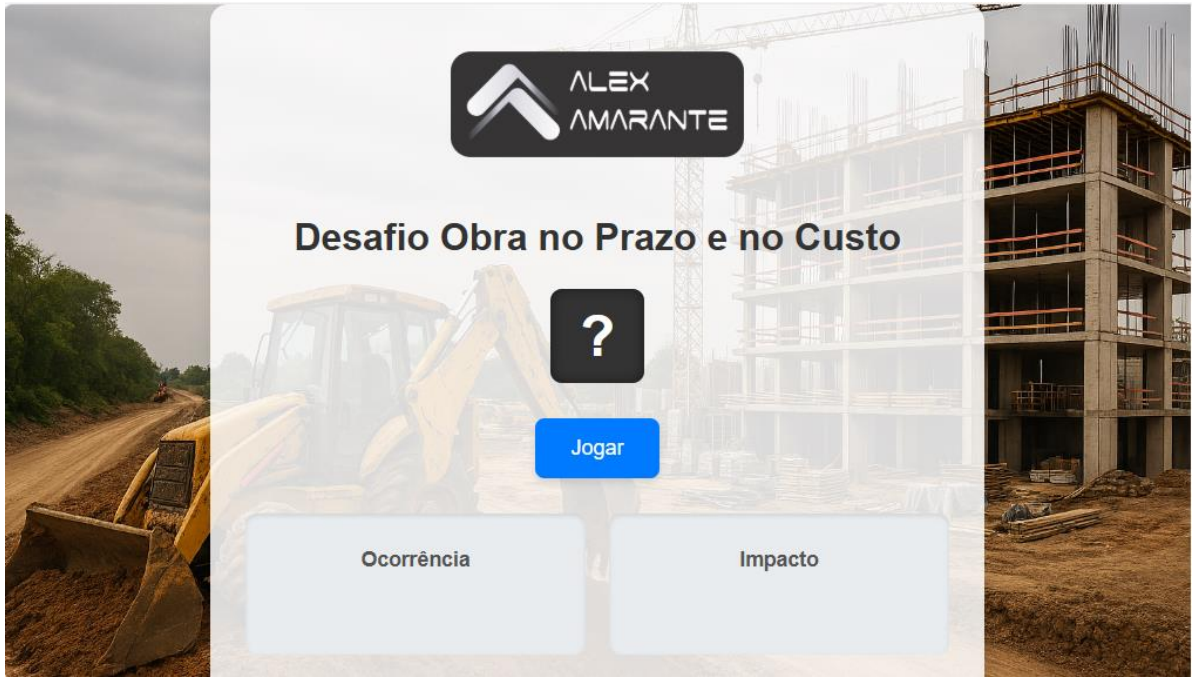 ALEX
AMARANTE
Desafio Obra no Prazo e no Custo
?
Jogar
Ocorrência
Impacto